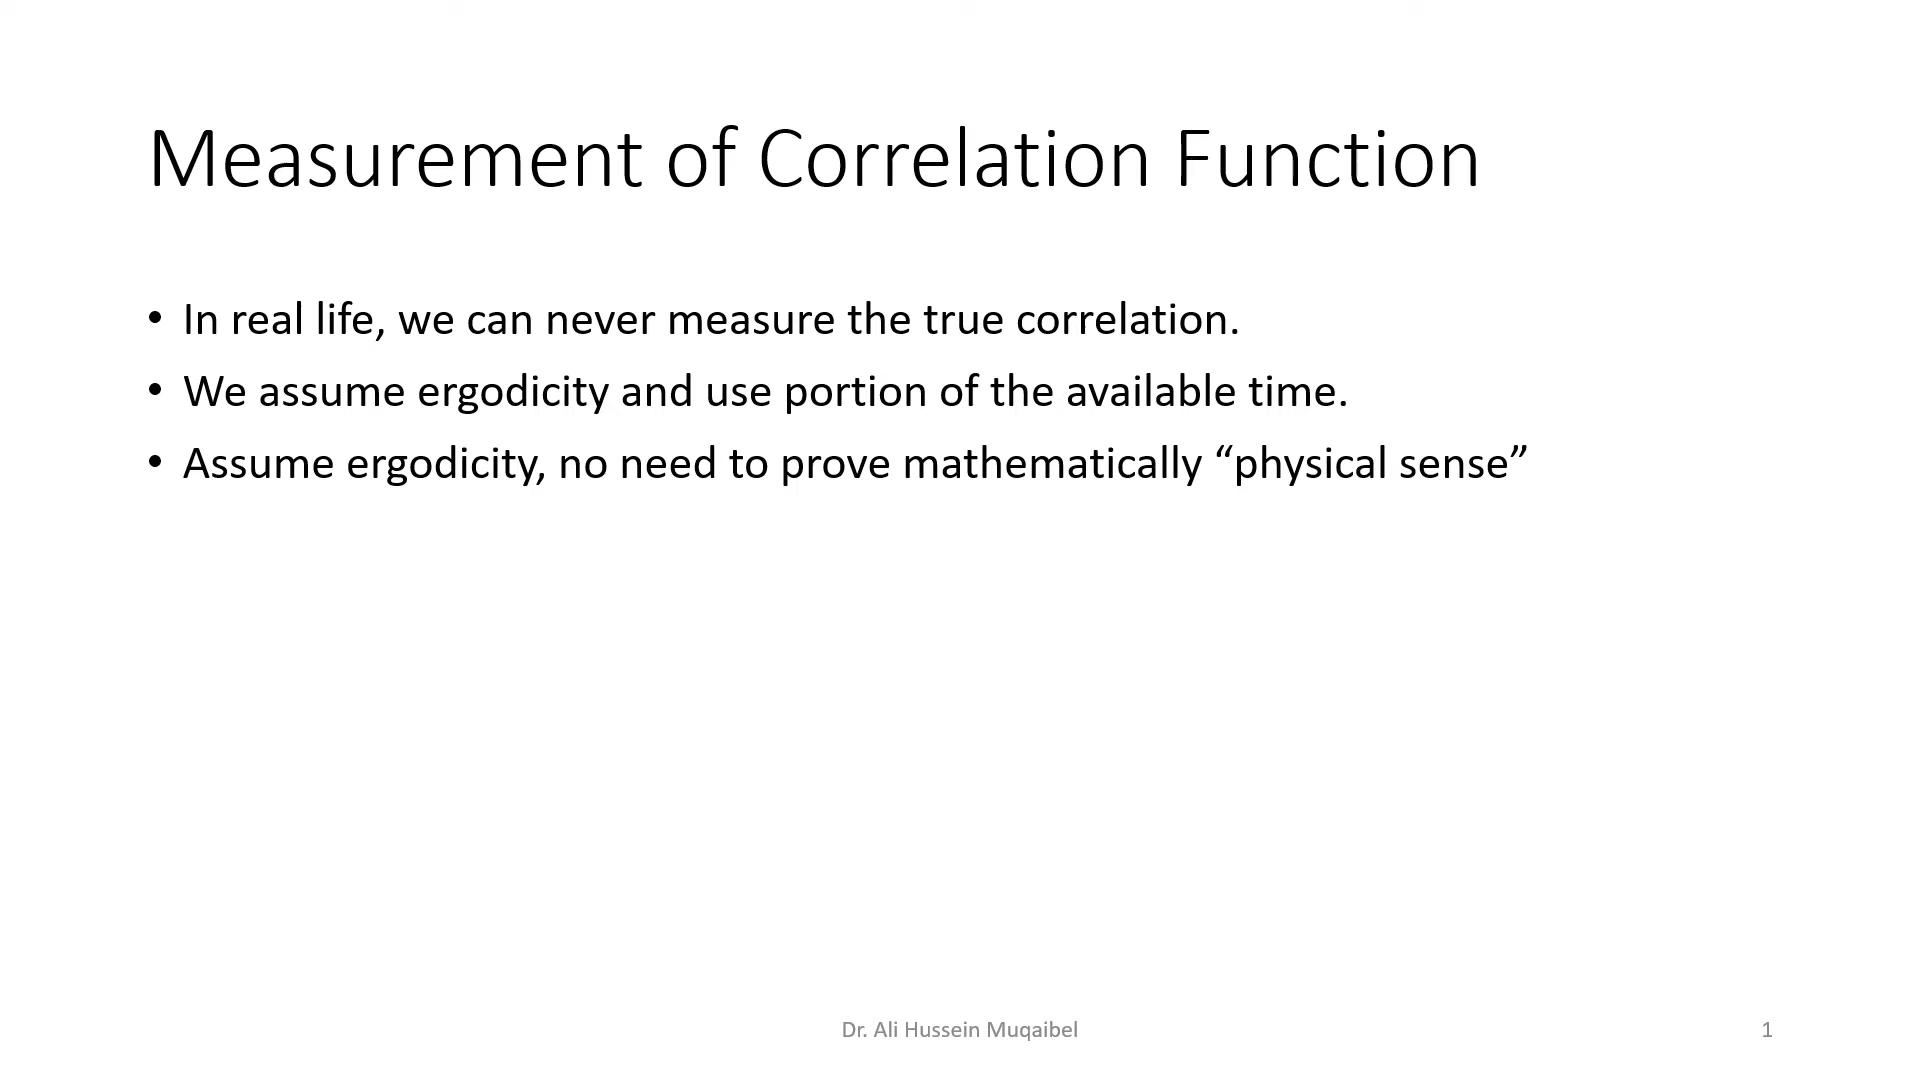 Measurement of Correlation Function
• In real life, we can never measure the true correlation.
• We assume ergodicity and use portion of the available time.
• Assume ergodicity, no need to prove mathematically “physical sense”
Dr. Ali Hussein Muqaibel
1